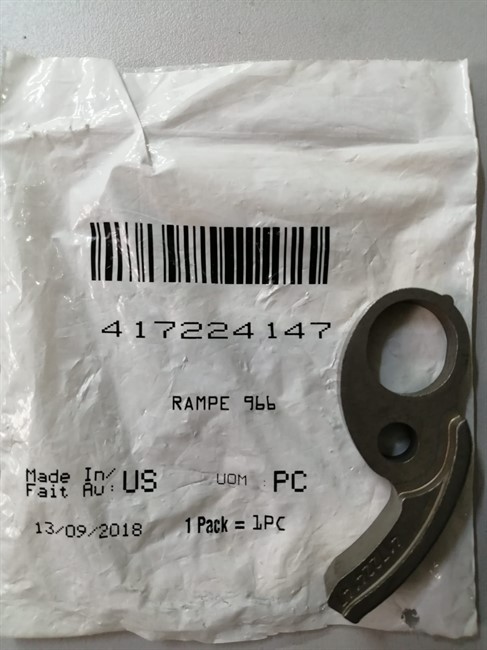 417224147
RAMPE 966
Made In/
Fait Au: US
UOM : PC
13/09/2018
1 Pack = 1PC